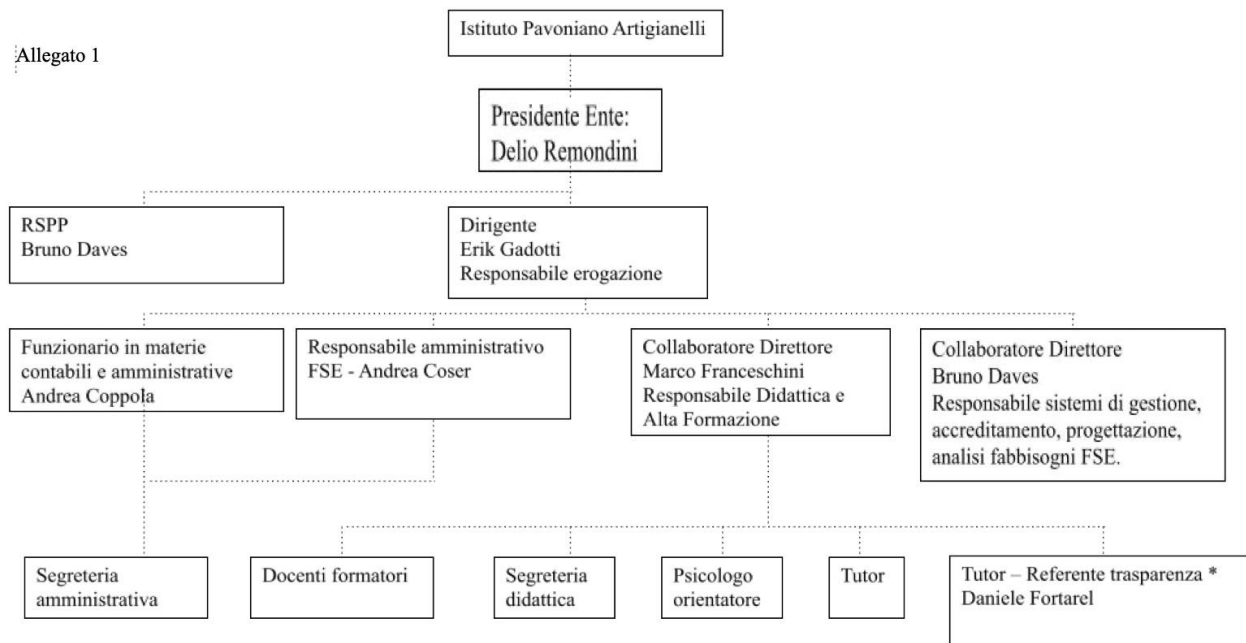 Istituto Pavoniano Artigianelli
Allegato 1
Presidente Ente:
Delio Remondini
RSPP
Bruno Daves
Dirigente
Erik Gadotti
Responsabile erogazione
Funzionario in materie
contabili e amministrative
Andrea Coppola
Responsabile amministrativo
FSE - Andrea Coser
Collaboratore Direttore
Marco Franceschini
Responsabile Didattica e
Alta Formazione
Collaboratore Direttore
Bruno Daves
Responsabile sistemi di gestione,
accreditamento, progettazione,
analisi fabbisogni FSE.
Segreteria
amministrativa
Docenti formatori
Segreteria
didattica
Psicologo
orientatore
Tutor
Tutor – Referente trasparenza *
Daniele Fortarel